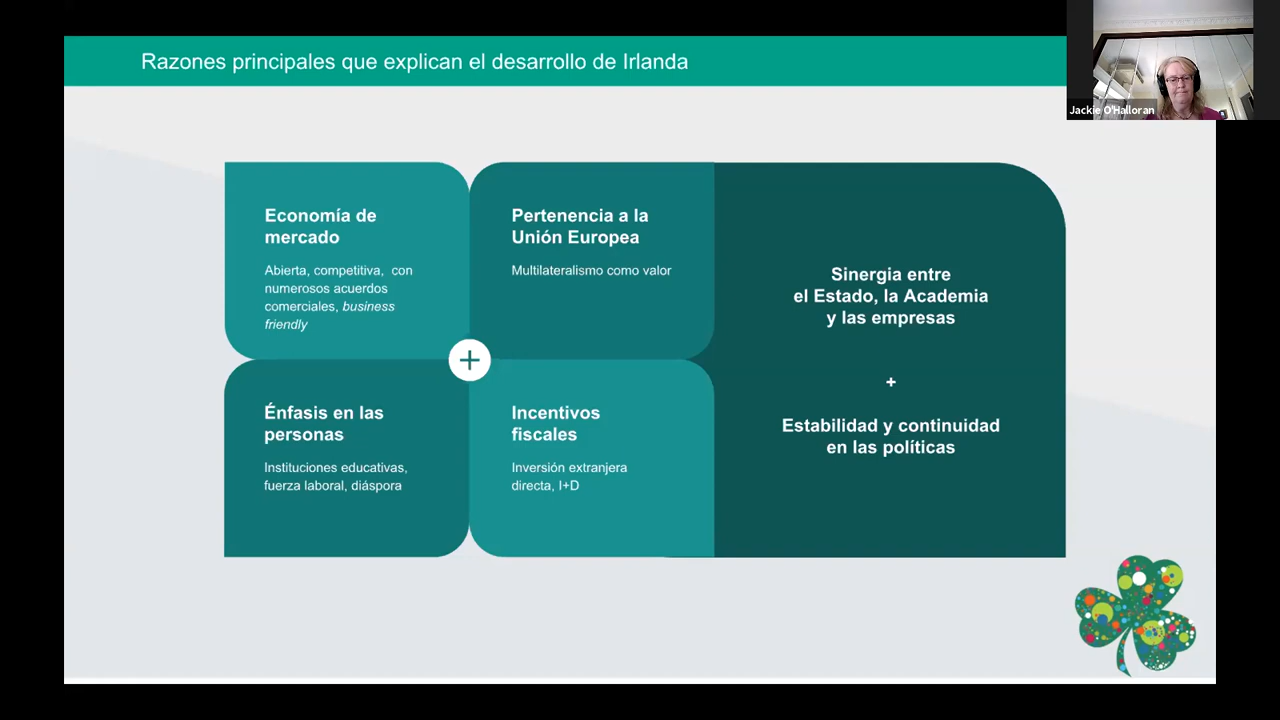 Razones principales que explican el desarrollo de Irlanda
Jackie O'Halloran
Economía de
mercado
Abierta, competitiva, con
numerosos acuerdos
comerciales, business
friendly
Pertenencia a la
Unión Europea
Multilateralismo como valor
Énfasis en las
personas
Instituciones educativas,
fuerza laboral, diáspora
Incentivos
fiscales
Inversión extranjera
directa, I+D
Sinergia entre
el Estado, la Academia
y las empresas
+
Estabilidad y continuidad
en las políticas